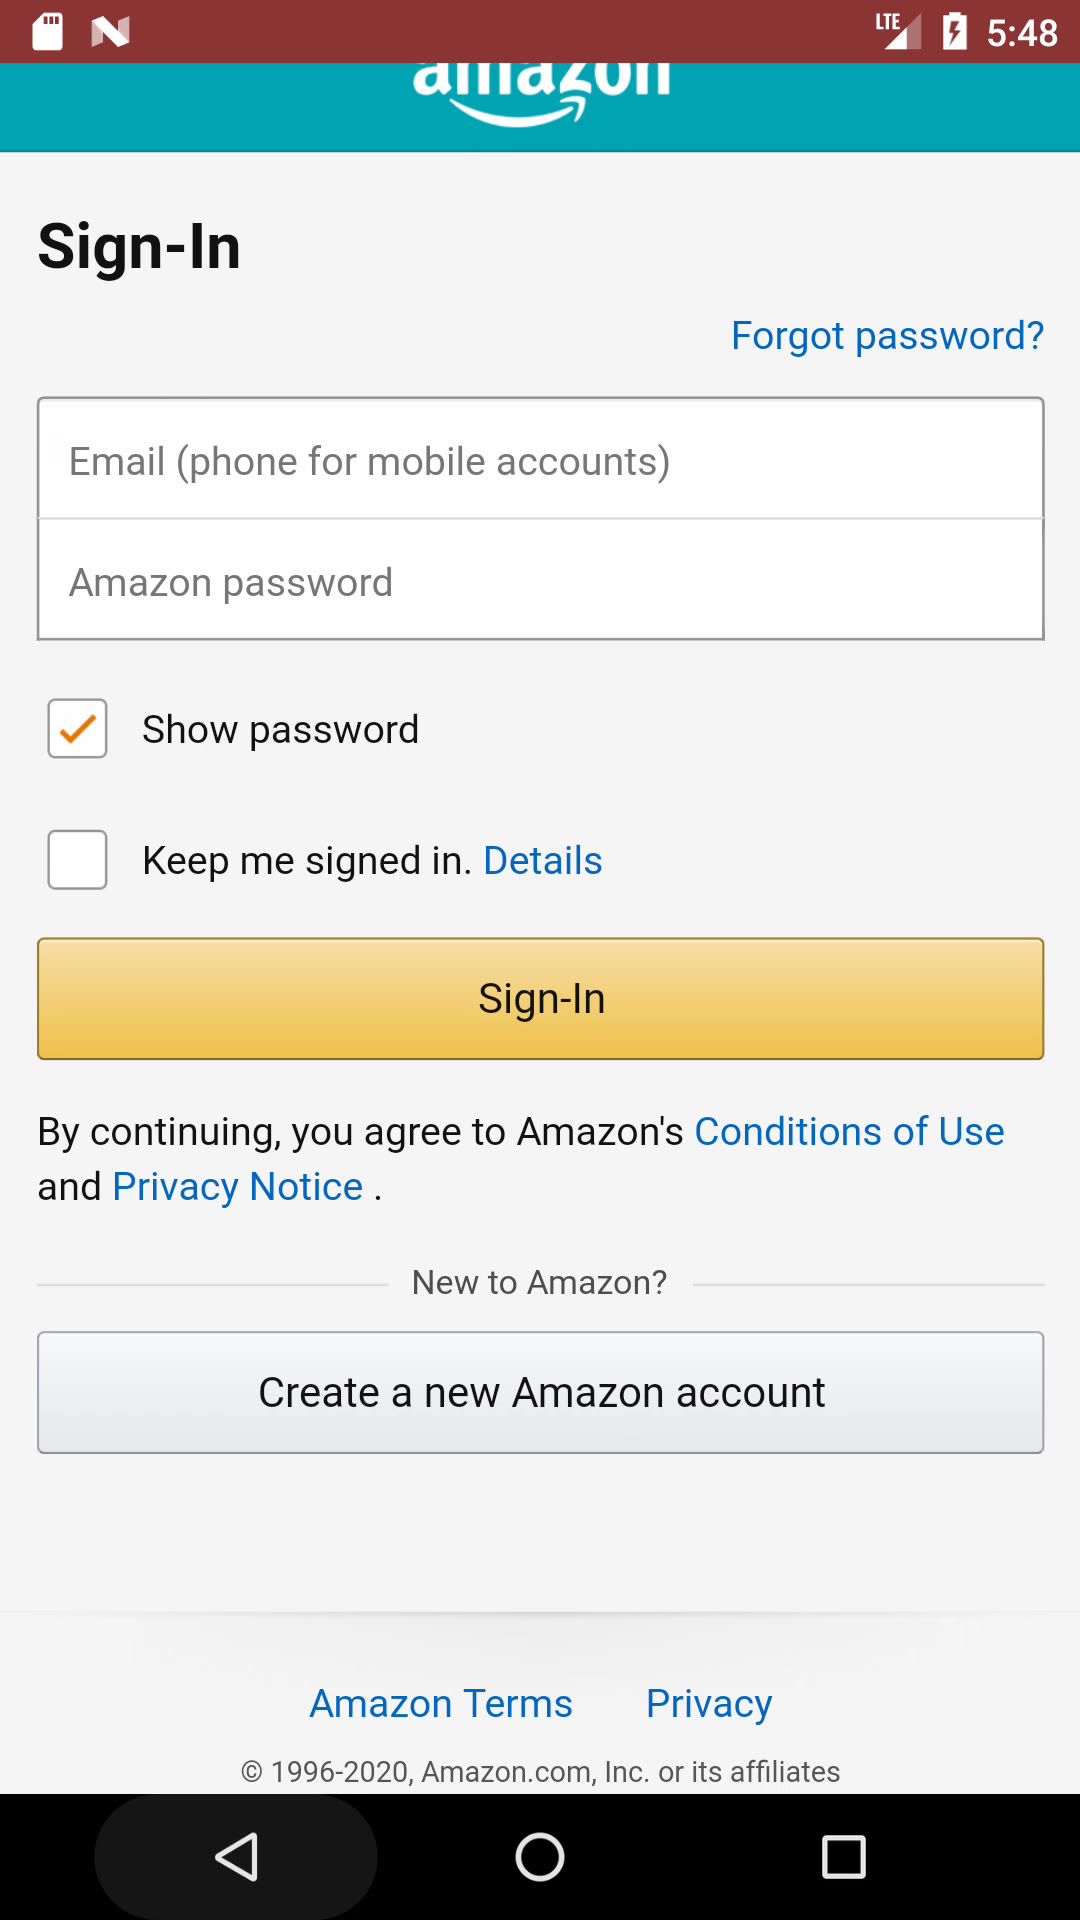 LTE 5:48
amazon
Sign-In
Forgot password?
Email (phone for mobile accounts)
Amazon password
Show password
Keep me signed in. Details
Sign-In
By continuing, you agree to Amazon's Conditions of Use
and Privacy Notice .
New to Amazon?
Create a new Amazon account
Amazon Terms Privacy
© 1996-2020, Amazon.com, Inc. or its affiliates